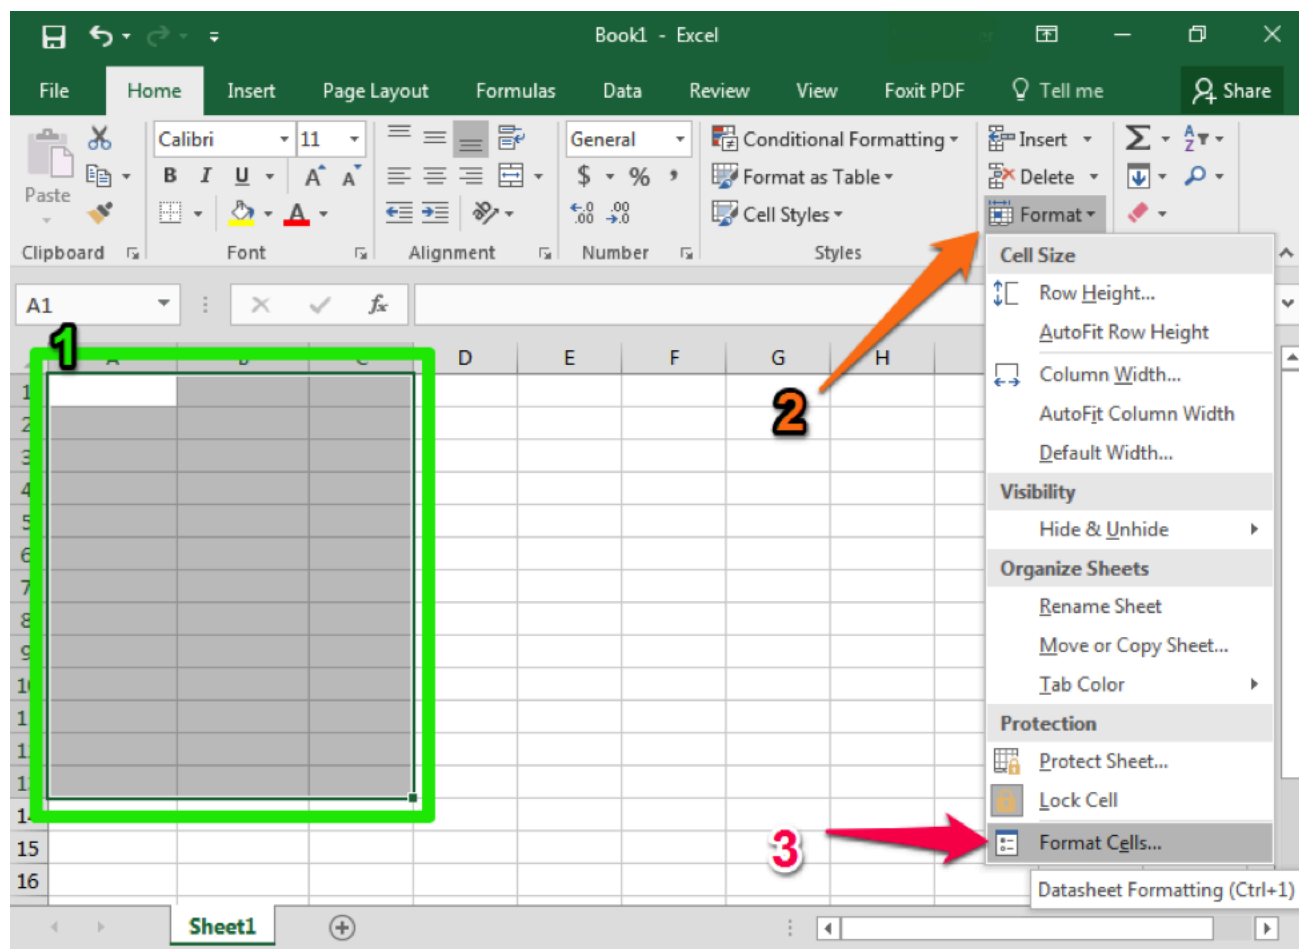 Book1 - Excel
File Home Insert Page Layout Formulas Data Review View Foxit PDF Tell me Share
Calibri 11 General Conditional Formatting Insert
Paste B I U A A $ % , Format as Table Delete
A .00 .0 Cell Styles Format
Clipboard Font Alignment Number Styles
Cell Size
Row Height...
AutoFit Row Height
Column Width...
AutoFit Column Width
Default Width...
Visibility
Hide & Unhide
Organize Sheets
Rename Sheet
Move or Copy Sheet...
Tab Color
Protection
Protect Sheet...
Lock Cell
Format Cells...
Datasheet Formatting (Ctrl+1)
A1 fx
1
D E F G H
2
3
15
16
Sheet1